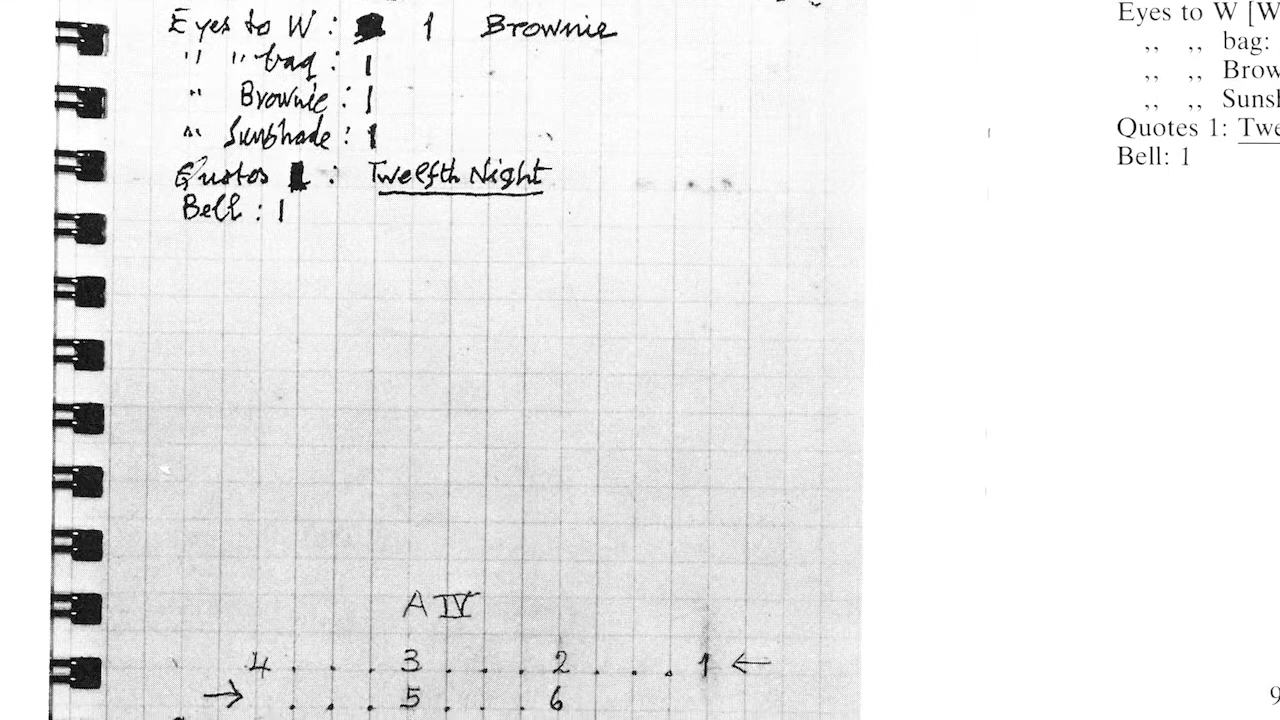 Eyes to W : 1 Brownie
" " bag : 1
" Brownie : 1
" Sunshade : 1
Quotes 1 : Twelfth Night
Bell : 1
A IV
4 . . . 3 . . . 2 . . . 1 ←
→ . . . 5 . . . 6
Eyes to W [W
,, ,, bag:
,, ,, Brow
,, ,, Sunsh
Quotes 1: Twe
Bell: 1
9